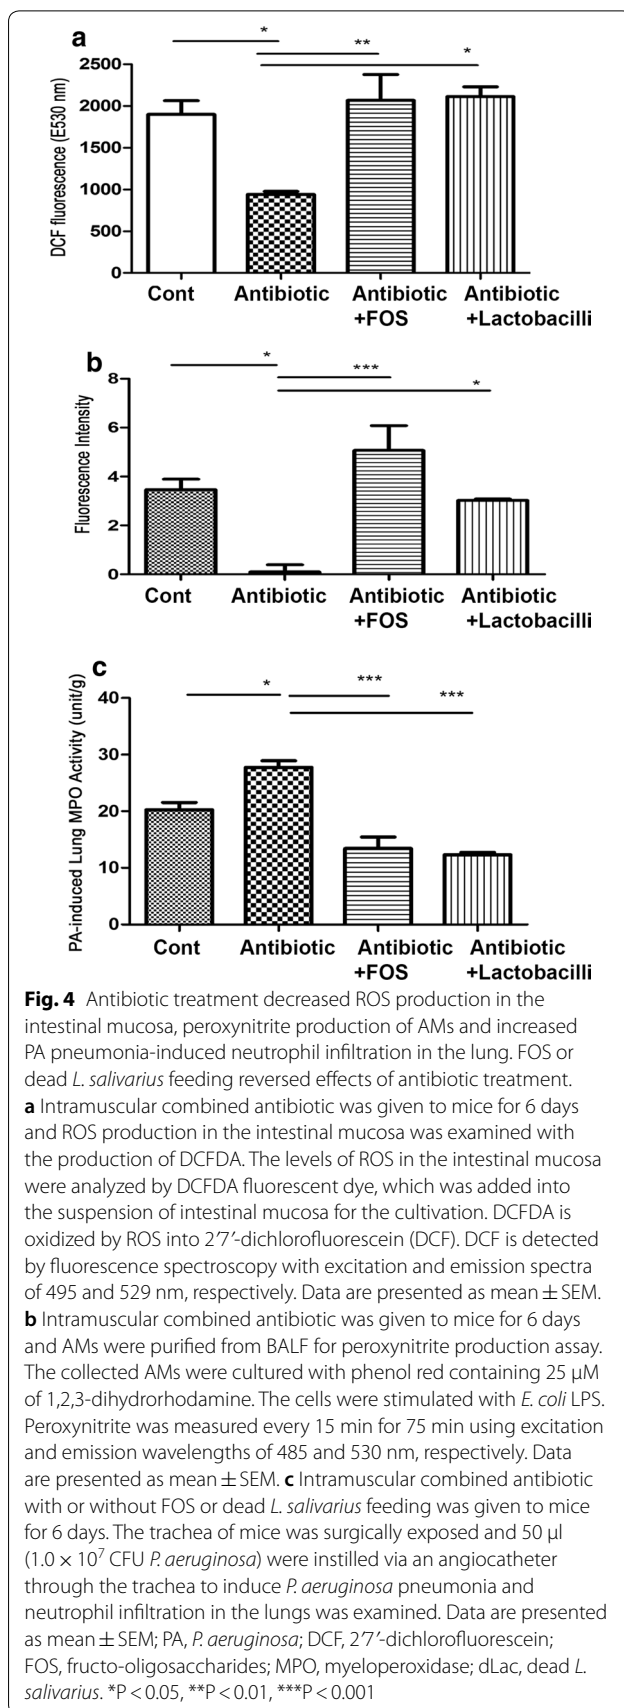 a
*
**
*
DCF fluorescence (E530 nm)
2500
2000
1500
1000
500
0
Cont Antibiotic Antibiotic Antibiotic
+FOS +Lactobacilli
b
*
***
*
Fluorescence Intensity
8
6
4
2
0
Cont Antibiotic Antibiotic Antibiotic
+FOS +Lactobacilli
c
*
***
***
PA-induced Lung MPO Activity (unit/g)
40
30
20
10
0
Cont Antibiotic Antibiotic Antibiotic
+FOS +Lactobacilli
Fig. 4 Antibiotic treatment decreased ROS production in the
intestinal mucosa, peroxynitrite production of AMs and increased
PA pneumonia-induced neutrophil infiltration in the lung. FOS or
dead L. salivarius feeding reversed effects of antibiotic treatment.
a Intramuscular combined antibiotic was given to mice for 6 days
and ROS production in the intestinal mucosa was examined with
the production of DCFDA. The levels of ROS in the intestinal mucosa
were analyzed by DCFDA fluorescent dye, which was added into
the suspension of intestinal mucosa for the cultivation. DCFDA is
oxidized by ROS into 2′7′-dichlorofluorescein (DCF). DCF is detected
by fluorescence spectroscopy with excitation and emission spectra
of 495 and 529 nm, respectively. Data are presented as mean ± SEM.
b Intramuscular combined antibiotic was given to mice for 6 days
and AMs were purified from BALF for peroxynitrite production assay.
The collected AMs were cultured with phenol red containing 25 μM
of 1,2,3-dihydrorhodamine. The cells were stimulated with E. coli LPS.
Peroxynitrite was measured every 15 min for 75 min using excitation
and emission wavelengths of 485 and 530 nm, respectively. Data
are presented as mean ± SEM. c Intramuscular combined antibiotic
with or without FOS or dead L. salivarius feeding was given to mice
for 6 days. The trachea of mice was surgically exposed and 50 μl
(1.0 × 10⁷ CFU P. aeruginosa) were instilled via an angiocatheter
through the trachea to induce P. aeruginosa pneumonia and
neutrophil infiltration in the lungs was examined. Data are presented
as mean ± SEM; PA, P. aeruginosa; DCF, 2′7′-dichlorofluorescein;
FOS, fructo-oligosaccharides; MPO, myeloperoxidase; dLac, dead L.
salivarius. *P < 0.05, **P < 0.01, ***P < 0.001